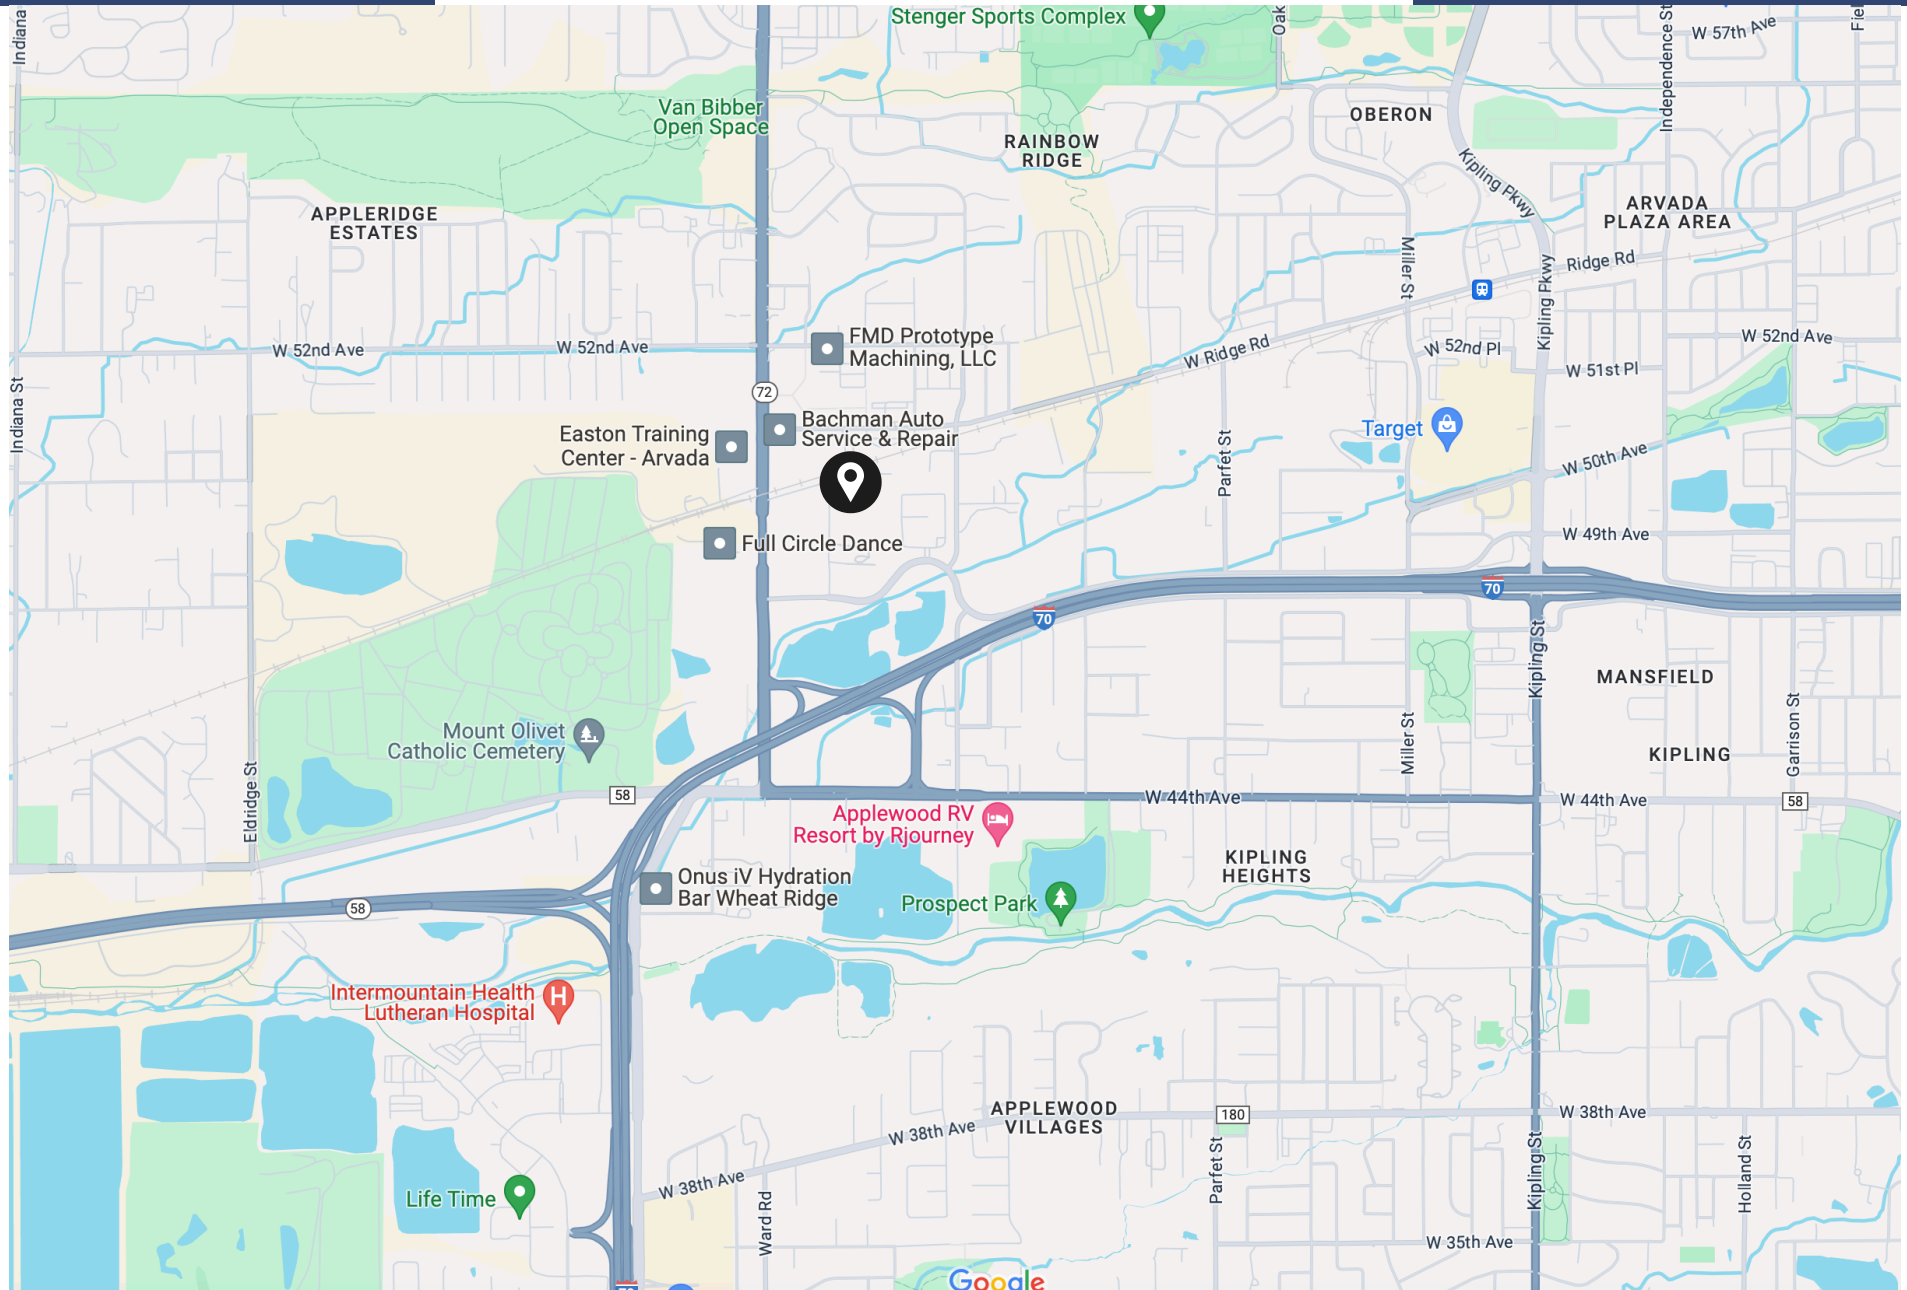 Stenger Sports Complex
Indiana
Oak
Independence St
W 57th Ave
Van Bibber
Open Space
OBERON
RAINBOW
RIDGE
Kipling Pkwy
APPLERIDGE
ESTATES
ARVADA
PLAZA AREA
Miller St
Ridge Rd
Kipling Pkwy
FMD Prototype
Machining, LLC
W 52nd Ave
W 52nd Ave
W 52nd Ave
W Ridge Rd
W 52nd Pl
W 51st Pl
72
Indiana St
Bachman Auto
Service & Repair
Easton Training
Center - Arvada
Target
Parfet St
W 50th Ave
Full Circle Dance
W 49th Ave
70
70
Kipling St
MANSFIELD
Mount Olivet
Catholic Cemetery
Miller St
Garrison St
KIPLING
Eldridge St
58
W 44th Ave
W 44th Ave
58
Applewood RV
Resort by Rjourney
KIPLING
HEIGHTS
Onus iV Hydration
Bar Wheat Ridge
Prospect Park
58
Intermountain Health
Lutheran Hospital
H
APPLEWOOD
VILLAGES
180
W 38th Ave
W 38th Ave
W 38th Ave
Parfet St
Kipling St
Holland St
Life Time
Ward Rd
W 35th Ave
Google